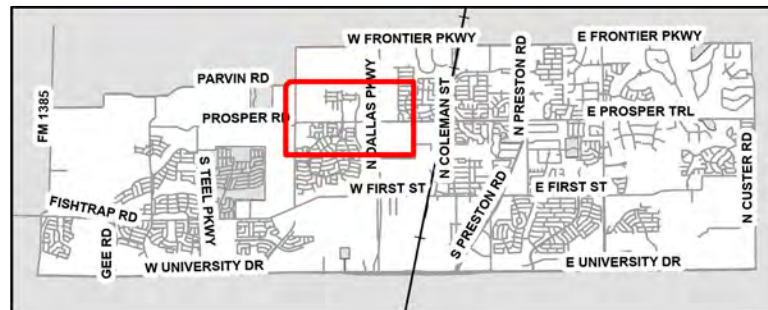 W FRONTIER PKWY
E FRONTIER PKWY
PARVIN RD
FM 1385
PROSPER RD
N DALLAS PKWY
N COLEMAN ST
N PRESTON RD
E PROSPER TRL
S TEEL PKWY
W FIRST ST
S PRESTON RD
E FIRST ST
N CUSTER RD
FISHTRAP RD
GEE RD
W UNIVERSITY DR
E UNIVERSITY DR